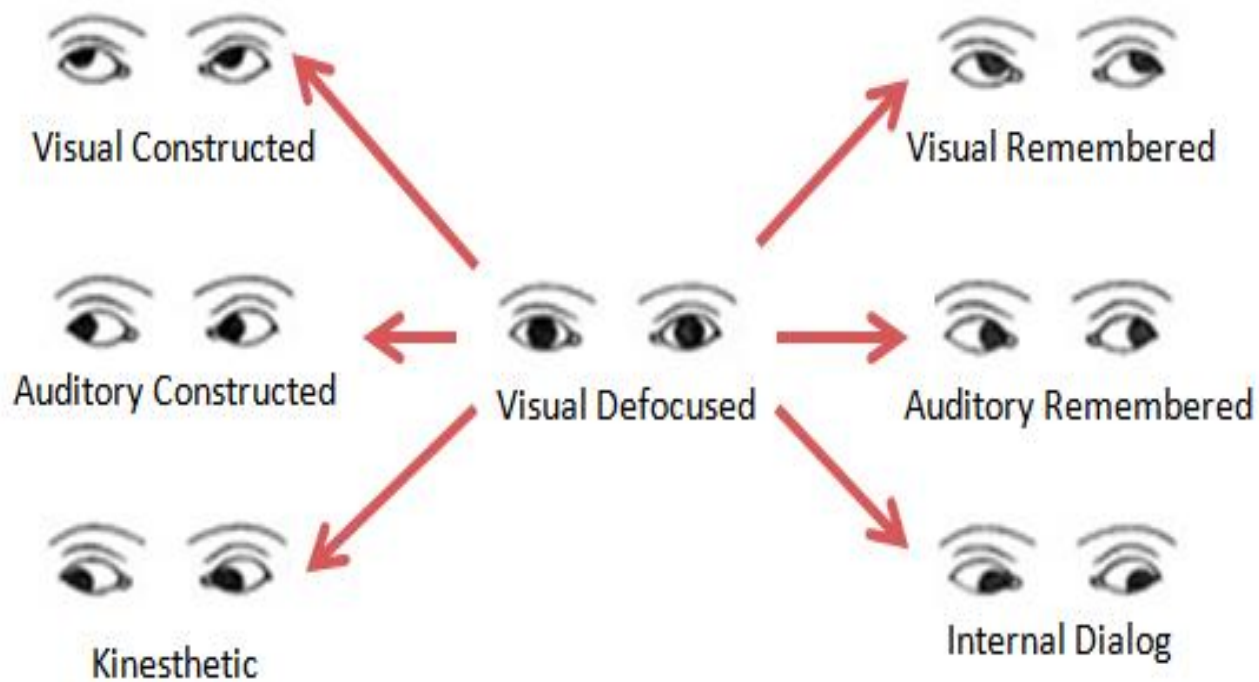 Visual Constructed
Visual Remembered
Auditory Constructed
Visual Defocused
Auditory Remembered
Kinesthetic
Internal Dialog